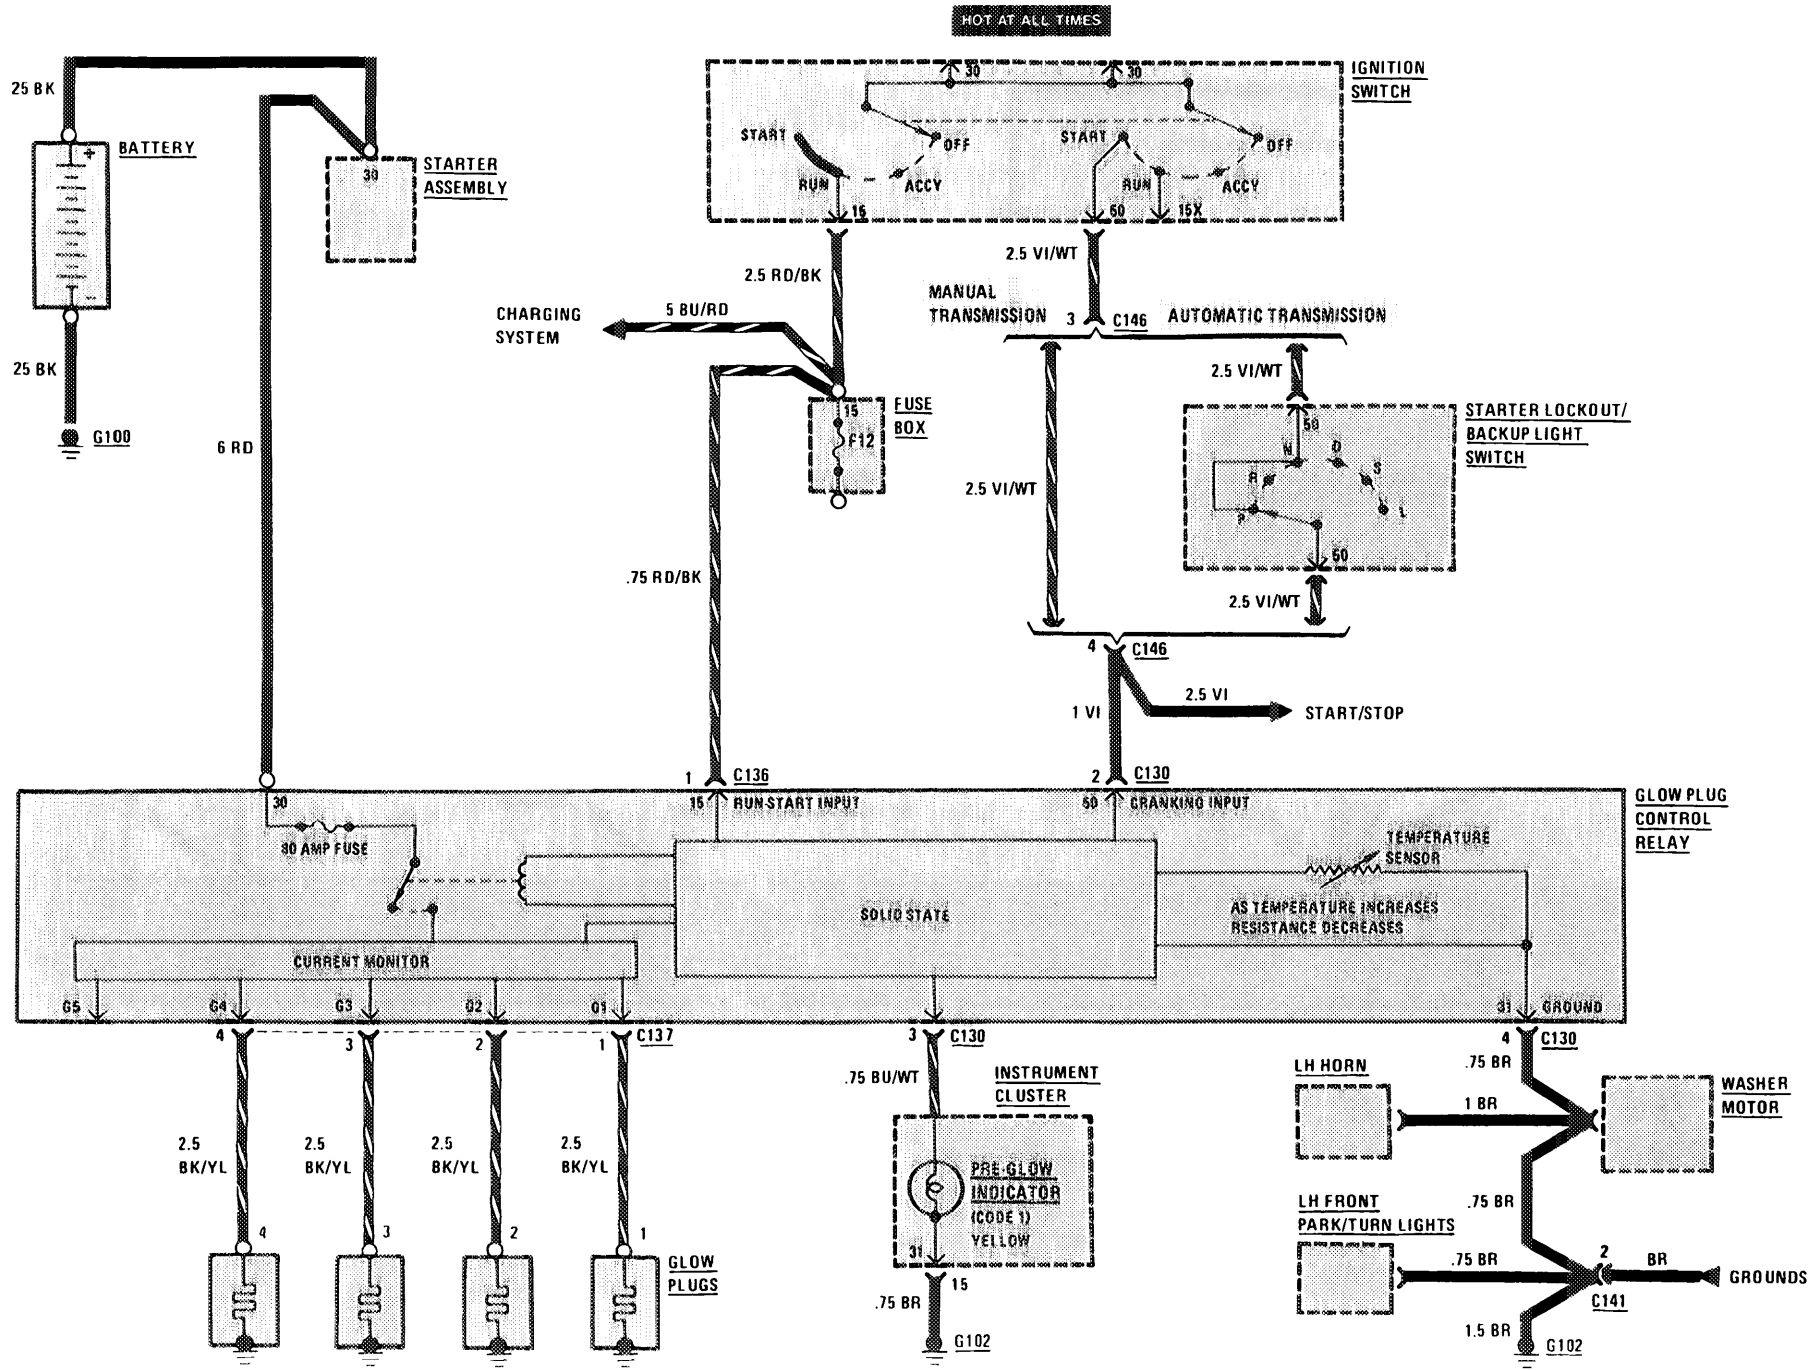 HOT AT ALL TIMES
IGNITION
SWITCH
30
30
START
OFF
RUN
ACCY
15
START
OFF
RUN
ACCY
50
15X
25 BK
BATTERY
+
-
25 BK
G100
STARTER
ASSEMBLY
30
6 RD
2.5 RD/BK
2.5 VI/WT
CHARGING
SYSTEM
5 BU/RD
MANUAL
TRANSMISSION
3
C146
AUTOMATIC TRANSMISSION
FUSE
BOX
15
F12
.75 RD/BK
2.5 VI/WT
2.5 VI/WT
STARTER LOCKOUT/
BACKUP LIGHT
SWITCH
50
N
D
R
S
P
L
50
2.5 VI/WT
4
C146
1 VI
2.5 VI
START/STOP
1
C136
2
C130
30
80 AMP FUSE
15
RUN-START INPUT
50
CRANKING INPUT
GLOW PLUG
CONTROL
RELAY
TEMPERATURE
SENSOR
AS TEMPERATURE INCREASES
RESISTANCE DECREASES
SOLID STATE
CURRENT MONITOR
G5
G4
G3
G2
G1
31
GROUND
4
3
2
1
C137
3
C130
4
C130
2.5
BK/YL
2.5
BK/YL
2.5
BK/YL
2.5
BK/YL
4
3
2
1
GLOW
PLUGS
.75 BU/WT
INSTRUMENT
CLUSTER
PRE-GLOW
INDICATOR
(CODE 1)
YELLOW
31
15
.75 BR
G102
.75 BR
LH HORN
1 BR
WASHER
MOTOR
.75 BR
LH FRONT
PARK/TURN LIGHTS
.75 BR
2
BR
GROUNDS
C141
1.5 BR
G102